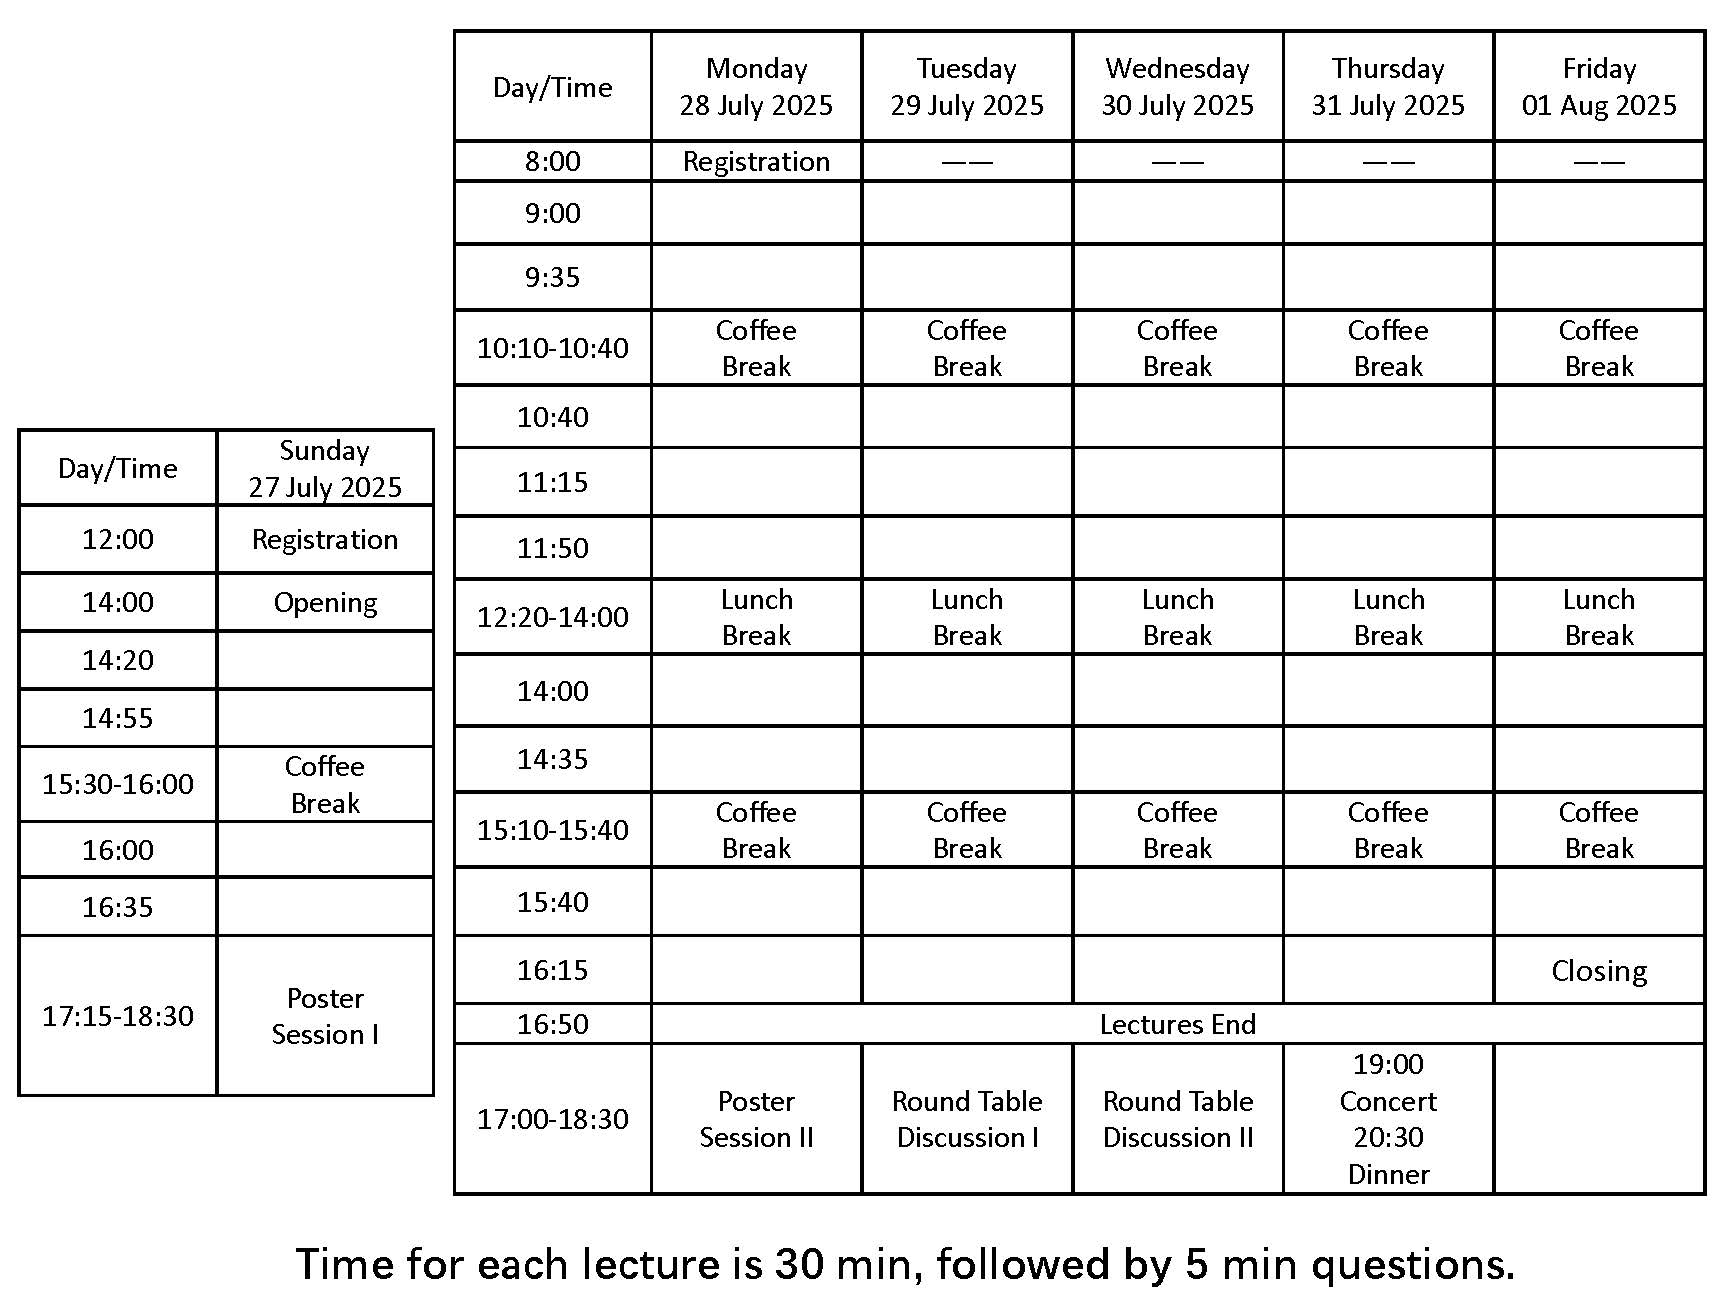 Day/Time
Sunday
27 July 2025
12:00
Registration
14:00
Opening
14:20
14:55
15:30-16:00
Coffee
Break
16:00
16:35
17:15-18:30
Poster
Session I
Day/Time
Monday
28 July 2025
Tuesday
29 July 2025
Wednesday
30 July 2025
Thursday
31 July 2025
Friday
01 Aug 2025
8:00
Registration
——
——
——
——
9:00
9:35
10:10-10:40
Coffee
Break
Coffee
Break
Coffee
Break
Coffee
Break
Coffee
Break
10:40
11:15
11:50
12:20-14:00
Lunch
Break
Lunch
Break
Lunch
Break
Lunch
Break
Lunch
Break
14:00
14:35
15:10-15:40
Coffee
Break
Coffee
Break
Coffee
Break
Coffee
Break
Coffee
Break
15:40
16:15
Closing
16:50
Lectures End
17:00-18:30
Poster
Session II
Round Table
Discussion I
Round Table
Discussion II
19:00
Concert
20:30
Dinner
Time for each lecture is 30 min, followed by 5 min questions.